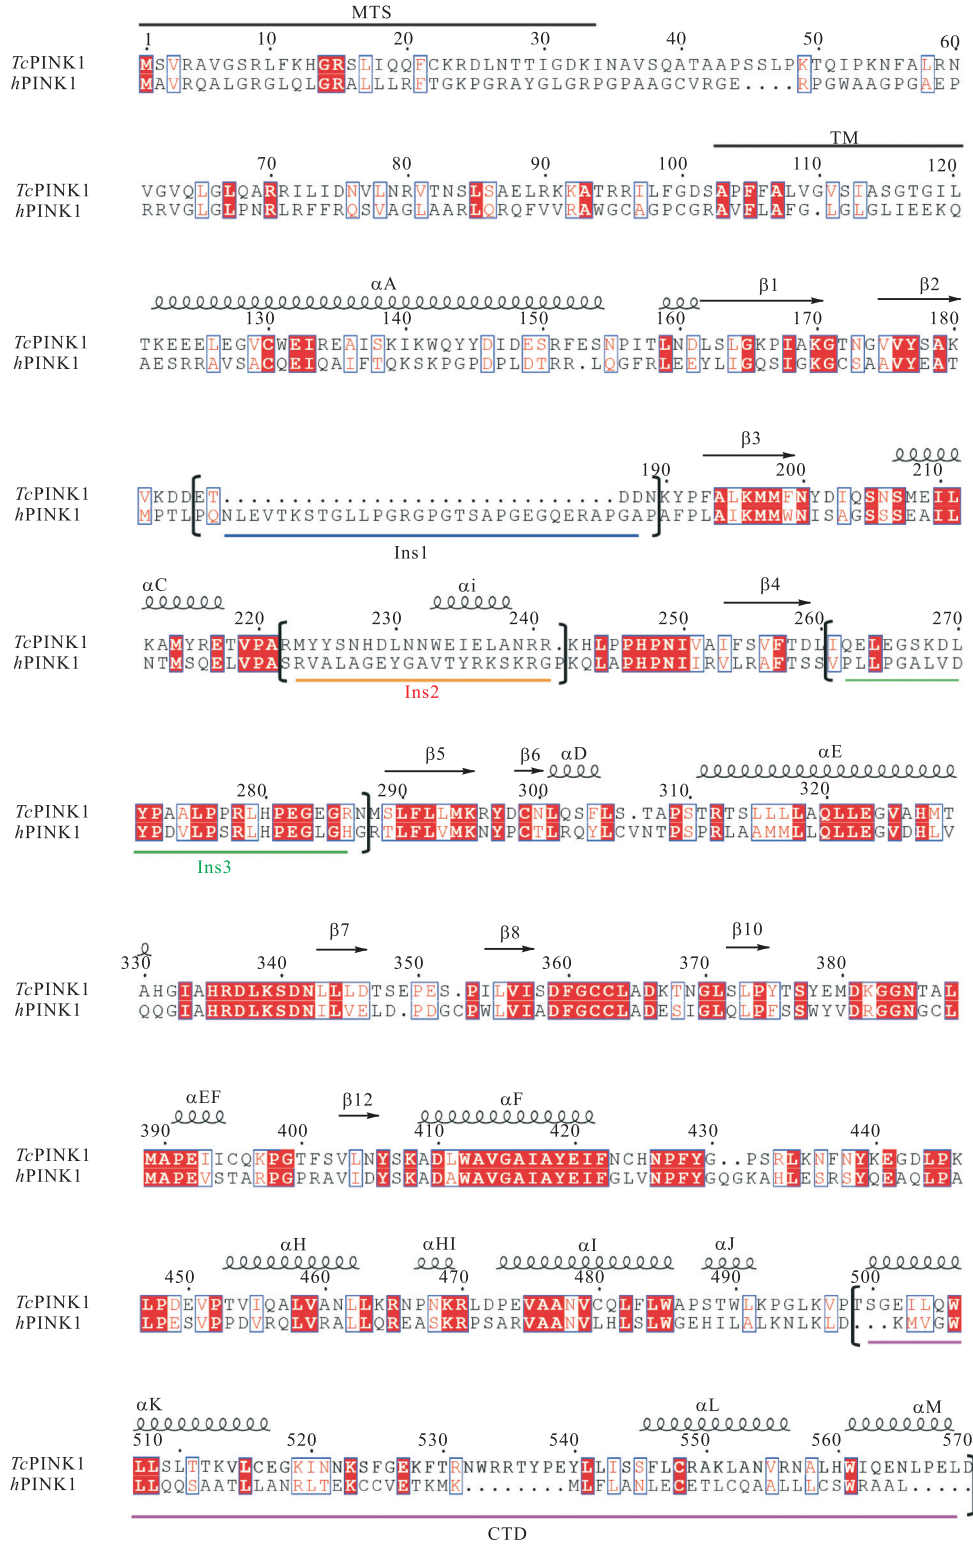 MTS
1 10 20 30 40 50 60
TcPINK1 MSVRAVGSRLFKHGRSLIQQFCKRDLNTTIGDKINAVSQATAAPSSLPKTQIPKNFALRN
hPINK1 MAVRQALGRGLQLGRALLLRFTGKPGRAYGLGRPGPAAGCVRGE....RPGWAAGPGAEP
TM
70 80 90 100 110 120
TcPINK1 VGVQLGLQARRILIDNVLNRVTNSLSAELRKKATRRILFGDSAPFFALVGVSIASGTGIL
hPINK1 RRVGLGLPNRLRFFRQSVAGLAARLQRQFVVRAWGCAGPCGRAVFLAFG.LGLGLIEEKQ
αA β1 β2
130 140 150 160 170 180
TcPINK1 TKEEELEGVCWEIREAISKIKWQYYDIDESRFESNPITLNDLSLGKPIAKGTNGVVYSAK
hPINK1 AESRRAVSACQEIQAIFTQKSKPGPDPLDTRR.LQGFRLEEYLIGQSIGKGCSAAVYEAT
β3
190 200 210
TcPINK1 VKDDET..............................DDNKYPFALKMMFNYDIQSNSMEIL
hPINK1 MPTLPQNLEVTKSTGLLPGRGPGTSAPGEGQERAPGAPAFPLAIKMMWNISAGSSSEAIL
Ins1
αC αi β4
220 230 240 250 260 270
TcPINK1 KAMYRETVPARMYYSNHDLNNWEIELANRR.KHLPPHPNIVAIFSVFTDLIQELEGSKDL
hPINK1 NTMSQELVPASRVALAGEYGAVTYRKSKRGPKQLAPHPNIIRVLRAFTSSVPLLPGALVD
Ins2
β5 β6 αD αE
280 290 300 310 320
TcPINK1 YPAALPPRLHPEGEGRNMSLFLLMKRYDCNLQSFLS.TAPSTRTSLLLLAQLLEGVAHMT
hPINK1 YPDVLPSRLHPEGLGHGRTLFLVMKNYPCTLRQYLCVNTPSPRLAAMMLLQLLEGVDHLV
Ins3
β7 β8 β10
330 340 350 360 370 380
TcPINK1 AHGIAHRDLKSDNLLLDTSEPES.PILVISDFGCCLADKTNGLSLPYTSYEMDKGGNTAL
hPINK1 QQGIAHRDLKSDNILVELD.PDGCPWLVIADFGCCLADESIGLQLPFSSWYVDRGGNGCL
αEF β12 αF
390 400 410 420 430 440
TcPINK1 MAPEIICQKPGTFSVLNYSKADLWAVGAIAYEIFNCHNPFYG..PSRLKNFNYKEGDLPK
hPINK1 MAPEVSTARPGPRAVIDYSKADAWAVGAIAYEIFGLVNPFYGQGKAHLESRSYQEAQLPA
αH αHI αI αJ
450 460 470 480 490 500
TcPINK1 LPDEVPTVIQALVANLLKRNPNKRLDPEVAANVCQLFLWAPSTWLKPGLKVPTSGEILQW
hPINK1 LPESVPPDVRQLVRALLQREASKRPSARVAANVLHLSLWGEHILALKNLKLD...KMVGW
αK αL αM
510 520 530 540 550 560 570
TcPINK1 LLSLTTKVLCEGKINNKSFGEKFTRNWRRTYPEYLLISSFLCRAKLANVRNALHWIQENLPELD
hPINK1 LLQQSAATLLANRLTEKCCVETKMK........MLFLANLECETLCQAALLLCSWRAAL.....
CTD